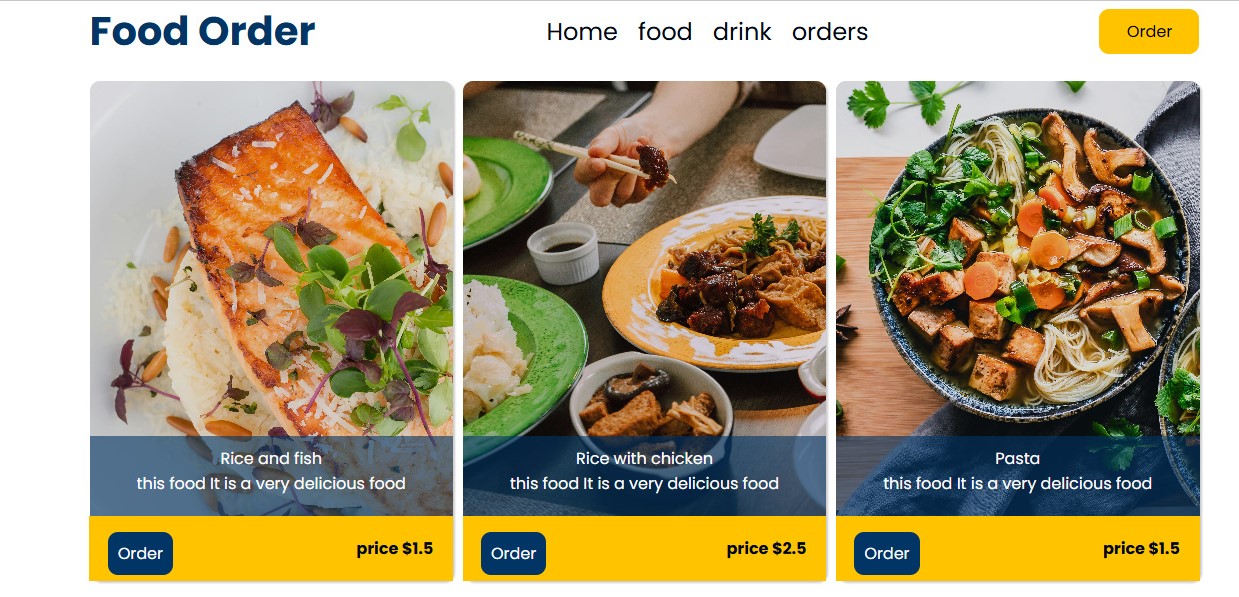 Food Order
Home food drink orders
Order
Rice and fish
this food It is a very delicious food
Order
price $1.5
Rice with chicken
this food It is a very delicious food
Order
price $2.5
Pasta
this food It is a very delicious food
Order
price $1.5